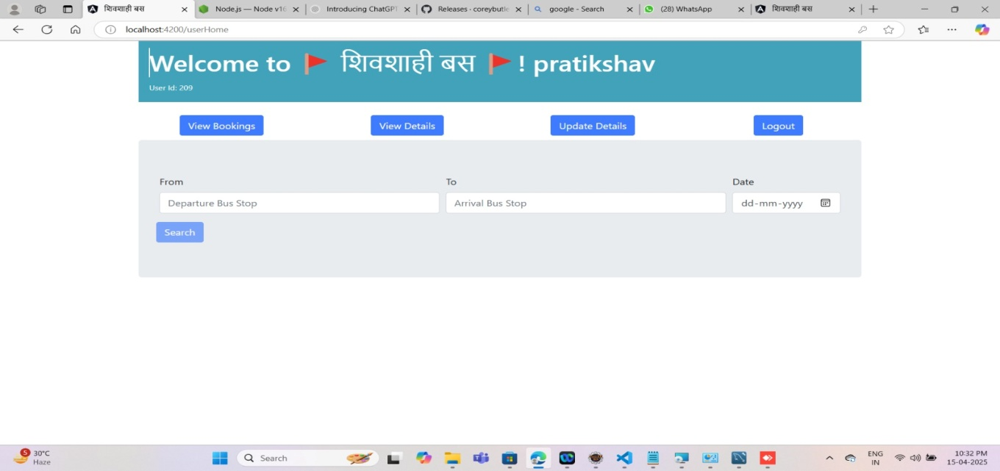 शिवशाही बस
Node.js — Node v16
Introducing ChatGPT
Releases · coreybutle
google - Search
(28) WhatsApp
शिवशाही बस
localhost:4200/userHome
Welcome to 🚩 शिवशाही बस 🚩! pratikshav
User Id: 209
View Bookings
View Details
Update Details
Logout
From
To
Date
Departure Bus Stop
Arrival Bus Stop
dd-mm-yyyy
Search
5
30°C
Haze
Search
ENG
IN
10:32 PM
15-04-2025